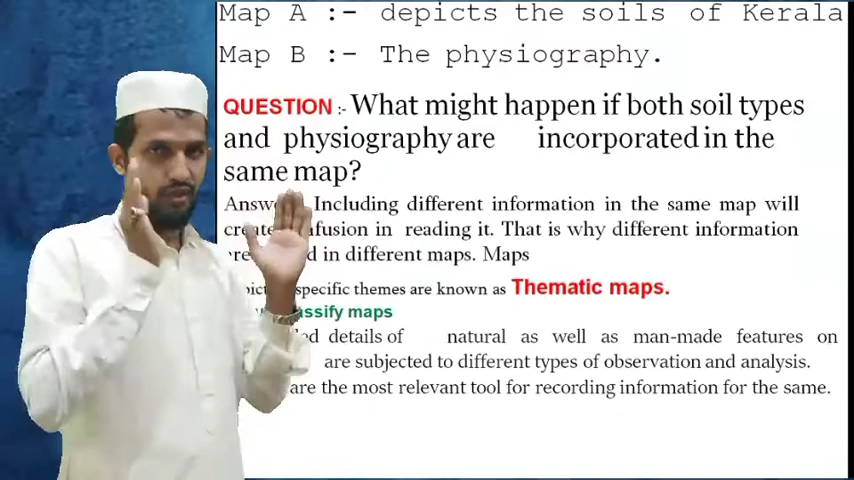 Map A :- depicts the soils of Kerala
Map B :- The physiography.
QUESTION :- What might happen if both soil types
and physiography are incorporated in the
same map?
Including different information in the same map will
in reading it. That is why different information
in different maps. Maps
specific themes are known as Thematic maps.
maps
details of natural as well as man-made features on
are subjected to different types of observation and analysis.
are the most relevant tool for recording information for the same.